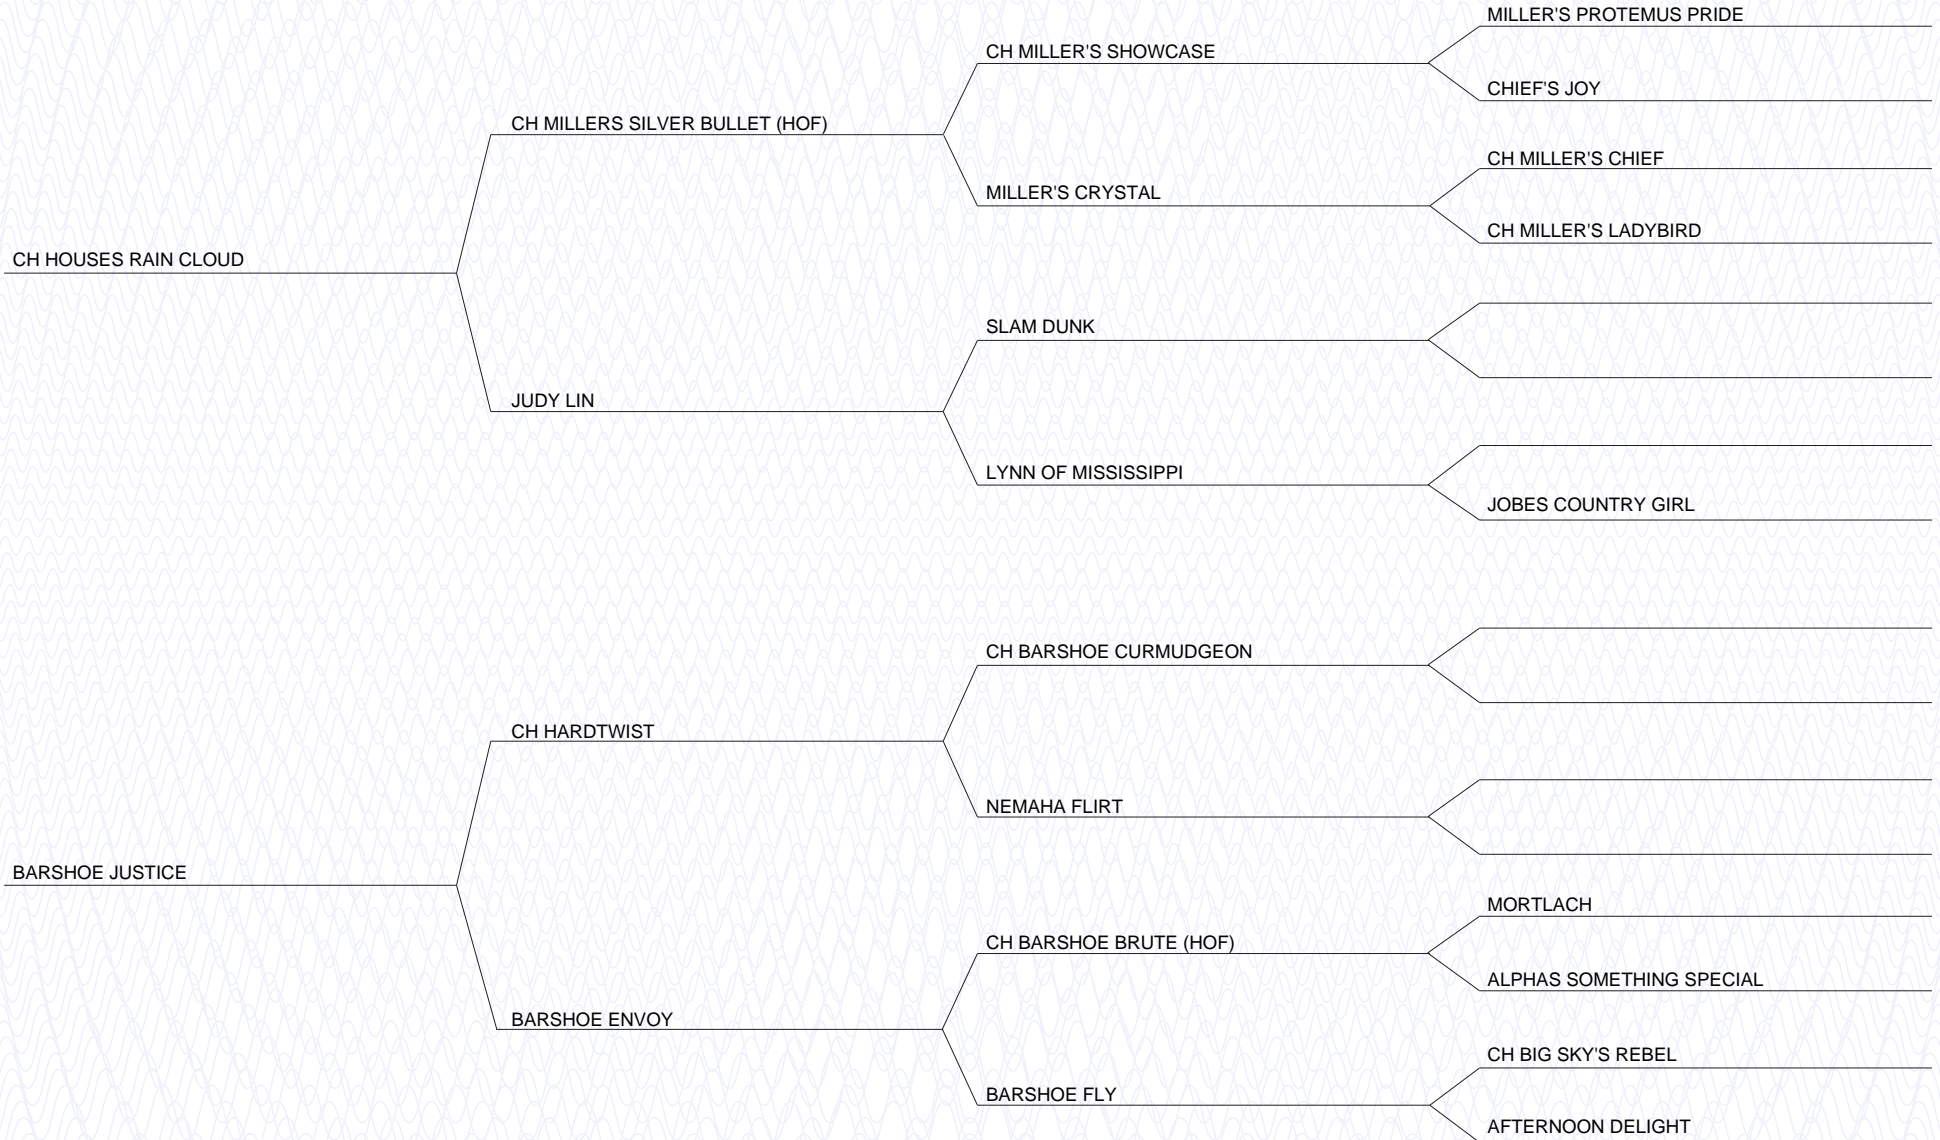 MILLER'S PROTEMUS PRIDE
CH MILLER'S SHOWCASE
CHIEF'S JOY
CH MILLERS SILVER BULLET (HOF)
CH MILLER'S CHIEF
MILLER'S CRYSTAL
CH MILLER'S LADYBIRD
CH HOUSES RAIN CLOUD
SLAM DUNK
JUDY LIN
LYNN OF MISSISSIPPI
JOBES COUNTRY GIRL
CH BARSHOE CURMUDGEON
CH HARDTWIST
NEMAHA FLIRT
BARSHOE JUSTICE
MORTLACH
CH BARSHOE BRUTE (HOF)
ALPHAS SOMETHING SPECIAL
BARSHOE ENVOY
CH BIG SKY'S REBEL
BARSHOE FLY
AFTERNOON DELIGHT